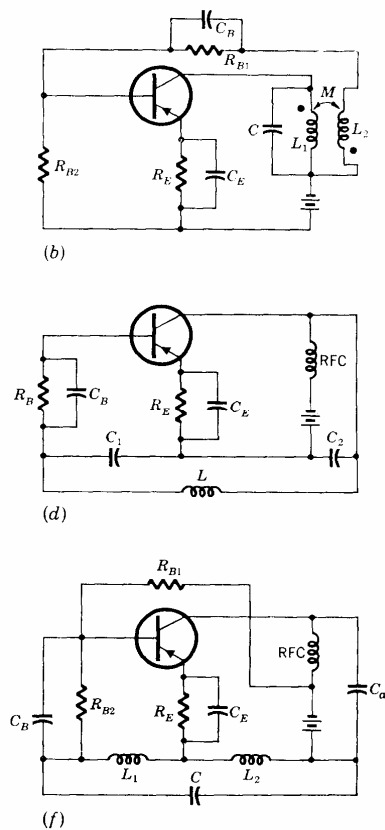 C_B
R_B1
M
C
L_1
L_2
R_B2
R_E
C_E
(b)
RFC
R_B
C_B
R_E
C_E
C_1
C_2
L
(d)
R_B1
RFC
C_a
C_B
R_B2
R_E
C_E
L_1
L_2
C
(f)